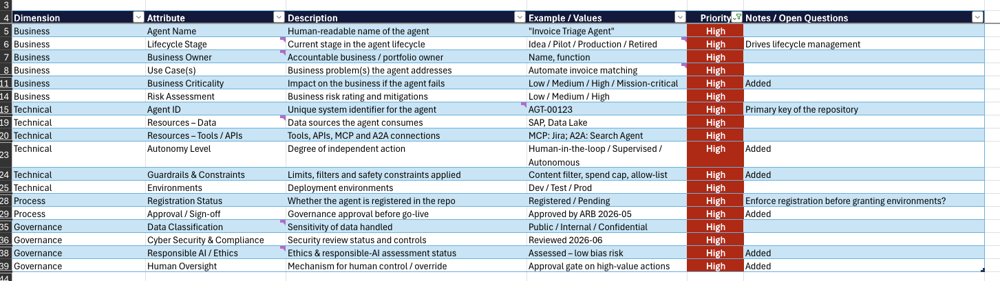 3
4 Dimension Attribute Description Example / Values Priority Notes / Open Questions
5 Business Agent Name Human-readable name of the agent "Invoice Triage Agent" High
6 Business Lifecycle Stage Current stage in the agent lifecycle Idea / Pilot / Production / Retired High Drives lifecycle management
7 Business Business Owner Accountable business / portfolio owner Name, function High
8 Business Use Case(s) Business problem(s) the agent addresses Automate invoice matching High
11 Business Business Criticality Impact on the business if the agent fails Low / Medium / High / Mission-critical High Added
14 Business Risk Assessment Business risk rating and mitigations Low / Medium / High High
15 Technical Agent ID Unique system identifier for the agent AGT-00123 High Primary key of the repository
19 Technical Resources – Data Data sources the agent consumes SAP, Data Lake High
20 Technical Resources – Tools / APIs Tools, APIs, MCP and A2A connections MCP: Jira; A2A: Search Agent High
23 Technical Autonomy Level Degree of independent action Human-in-the-loop / Supervised / High Added
Autonomous
24 Technical Guardrails & Constraints Limits, filters and safety constraints applied Content filter, spend cap, allow-list High Added
25 Technical Environments Deployment environments Dev / Test / Prod High
28 Process Registration Status Whether the agent is registered in the repo Registered / Pending High Enforce registration before granting environments?
29 Process Approval / Sign-off Governance approval before go-live Approved by ARB 2026-05 High Added
35 Governance Data Classification Sensitivity of data handled Public / Internal / Confidential High
36 Governance Cyber Security & Compliance Security review status and controls Reviewed 2026-06 High
38 Governance Responsible AI / Ethics Ethics & responsible-AI assessment status Assessed – low bias risk High Added
39 Governance Human Oversight Mechanism for human control / override Approval gate on high-value actions High Added
44